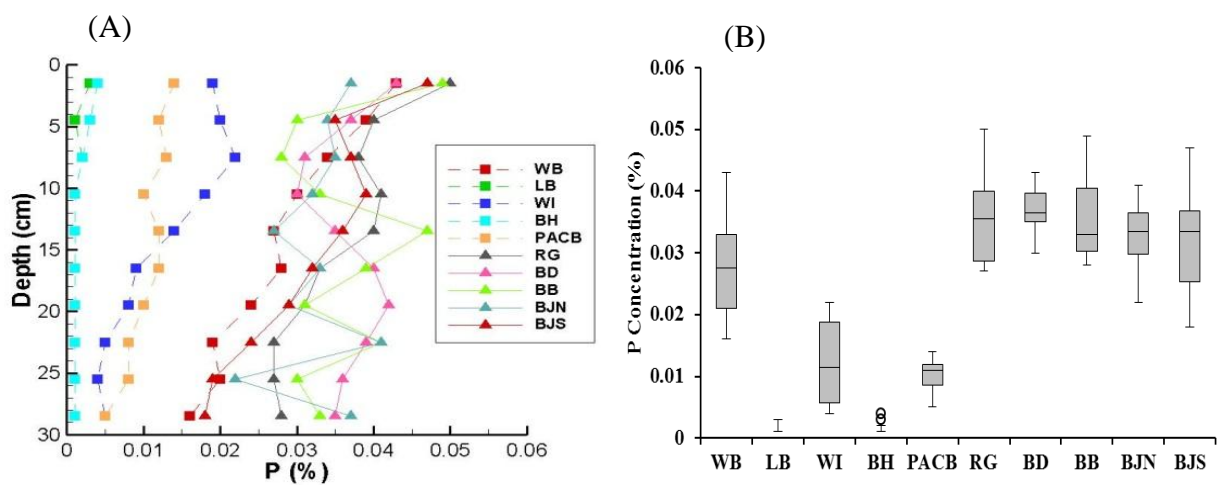 (A)
0
5
10
15
20
25
30
Depth (cm)
0
0.01
0.02
0.03
0.04
0.05
0.06
P (%)
WB
LB
WI
BH
PACB
RG
BD
BB
BJN
BJS
(B)
0.06
0.05
0.04
0.03
0.02
0.01
0
P Concentration (%)
WB LB WI BH PACB RG BD BB BJN BJS